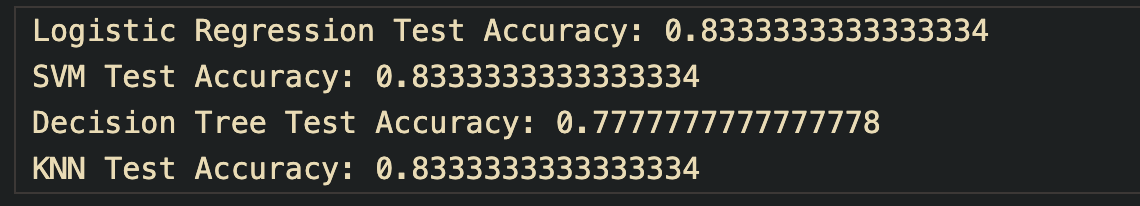 Logistic Regression Test Accuracy: 0.8333333333333334
SVM Test Accuracy: 0.8333333333333334
Decision Tree Test Accuracy: 0.7777777777777778
KNN Test Accuracy: 0.8333333333333334